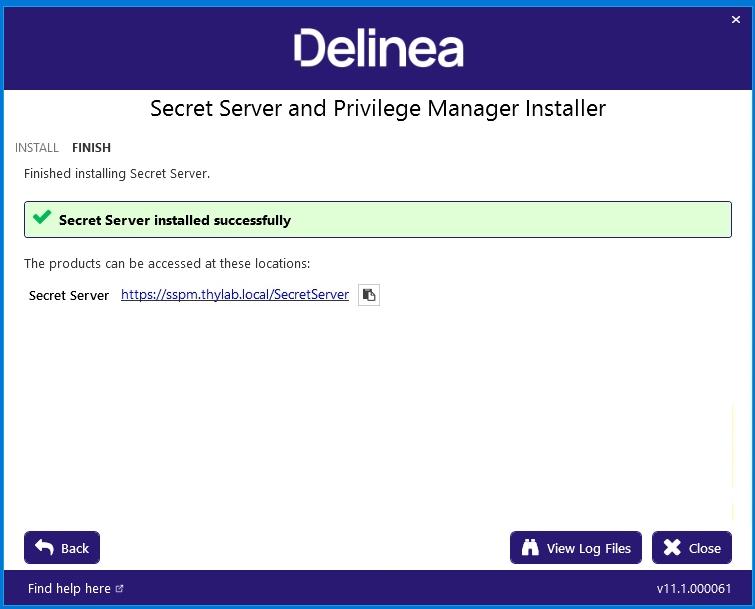 Delinea
Secret Server and Privilege Manager Installer
INSTALL FINISH
Finished installing Secret Server.
Secret Server installed successfully
The products can be accessed at these locations:
Secret Server https://sspm.thylab.local/SecretServer
Back View Log Files Close
Find help here v11.1.000061